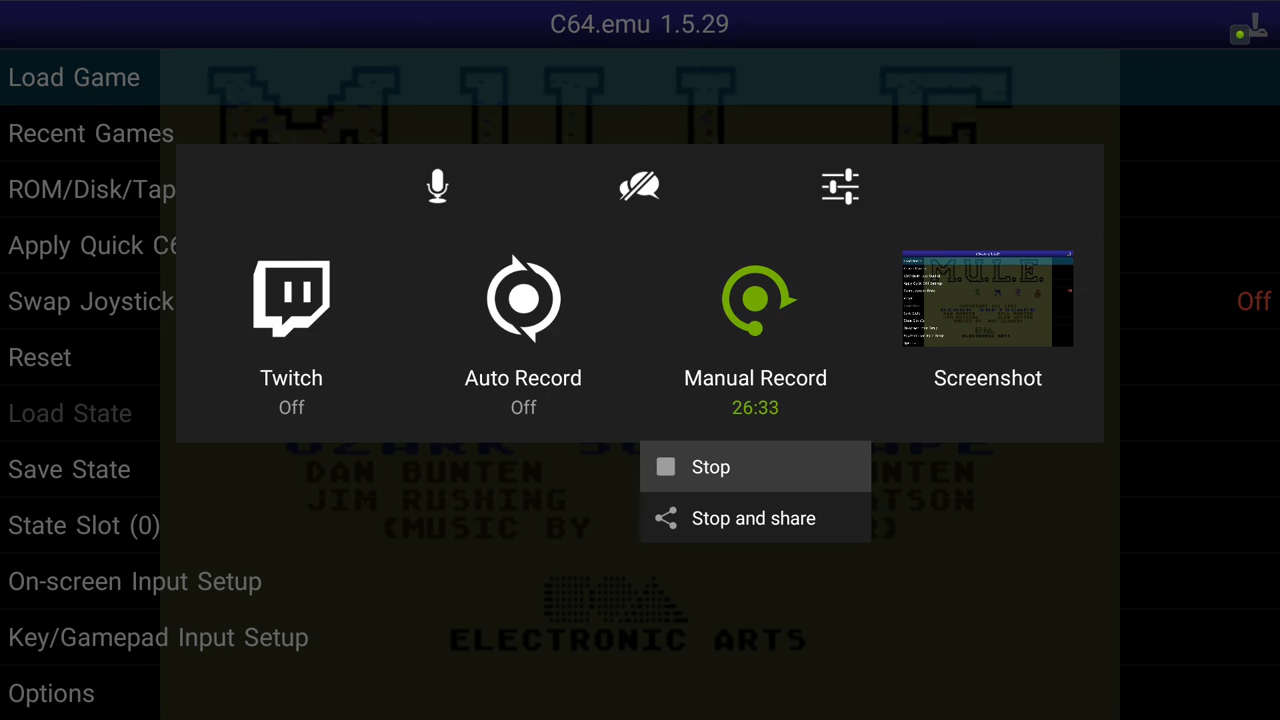 C64.emu 1.5.29
Load Game
Recent Games
ROM/Disk/Tap
Apply Quick C6
Swap Joystick
Off
Reset
Load State
Save State
State Slot (0)
On-screen Input Setup
Key/Gamepad Input Setup
Options
Twitch
Off
Auto Record
Off
Manual Record
26:33
Screenshot
Stop
Stop and share
DAN BUNTEN
JIM RUSHING
(MUSIC BY
ELECTRONIC ARTS